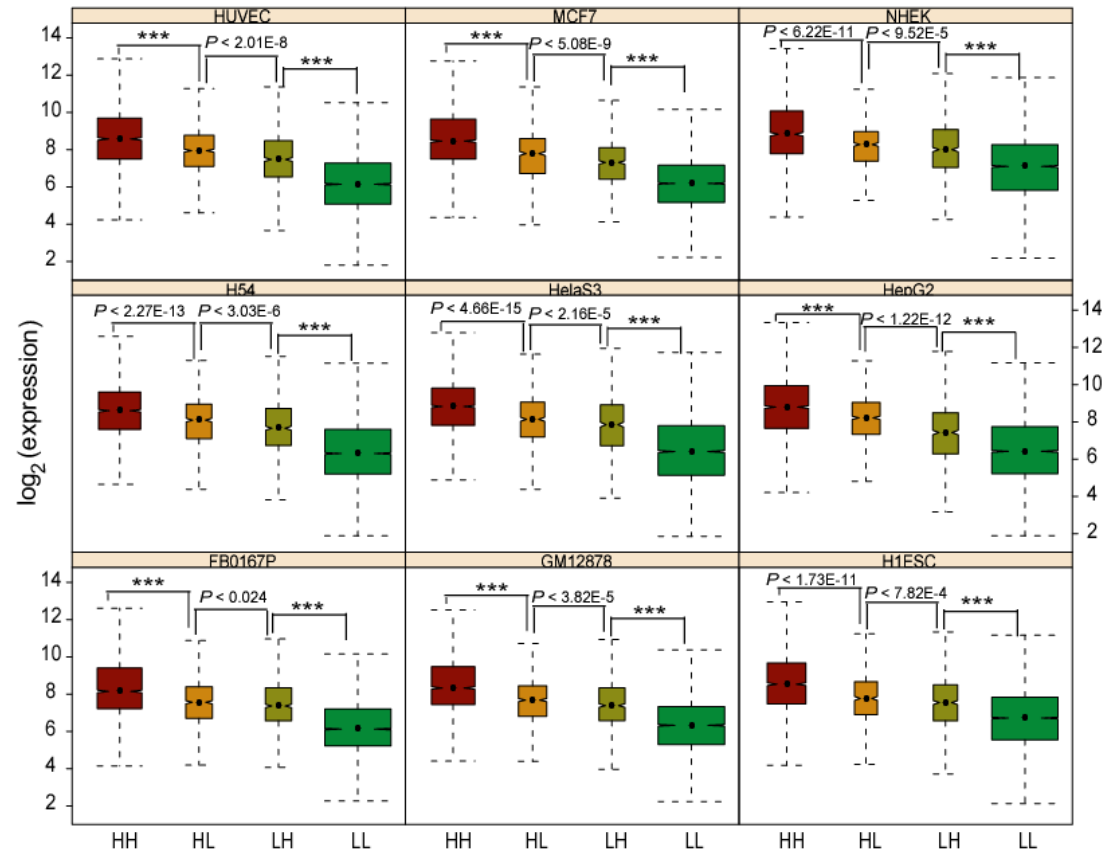 HUVEC MCF7 NHEK
14 *** P < 2.01E-8 *** *** P < 5.08E-9 *** P < 6.22E-11 P < 9.52E-5 ***
12
10
8
6
4
2
H54 HelaS3 HepG2
P < 2.27E-13 P < 3.03E-6 *** P < 4.66E-15 P < 2.16E-5 *** *** P < 1.22E-12 *** 14
12
10
8
6
4
2
log2 (expression)
FB0167P GM12878 H1ESC
14 *** P < 0.024 *** *** P < 3.82E-5 *** P < 1.73E-11 P < 7.82E-4 ***
12
10
8
6
4
2
HH HL LH LL HH HL LH LL HH HL LH LL